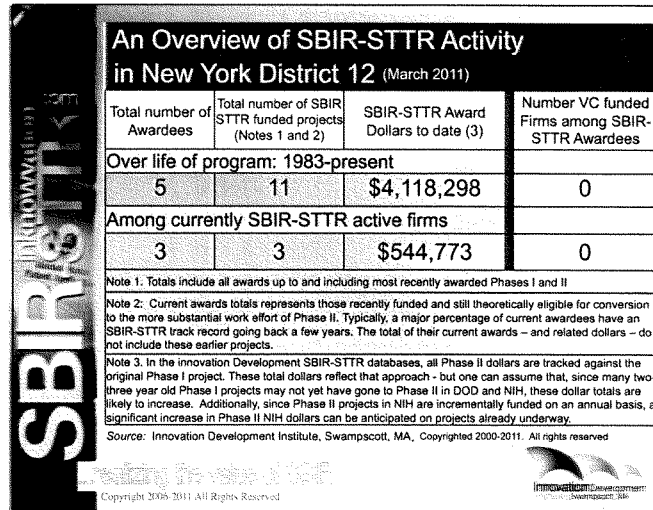 An Overview of SBIR-STTR Activity
in New York District 12 (March 2011)
Total number of
Awardees
Total number of SBIR
STTR funded projects
(Notes 1 and 2)
SBIR-STTR Award
Dollars to date (3)
Number VC funded
Firms among SBIR-
STTR Awardees
Over life of program: 1983-present
5 11 $4,118,298 0
Among currently SBIR-STTR active firms
3 3 $544,773 0
Note 1. Totals include all awards up to and including most recently awarded Phases I and II
Note 2: Current awards totals represents those recently funded and still theoretically eligible for conversion
to the more substantial work effort of Phase II. Typically, a major percentage of current awardees have an
SBIR-STTR track record going back a few years. The total of their current awards – and related dollars – do
not include these earlier projects.
Note 3. In the innovation Development SBIR-STTR databases, all Phase II dollars are tracked against the
original Phase I project. These total dollars reflect that approach - but one can assume that, since many two-
three year old Phase I projects may not yet have gone to Phase II in DOD and NIH, these dollar totals are
likely to increase. Additionally, since Phase II projects in NIH are incrementally funded on an annual basis, a
significant increase in Phase II NIH dollars can be anticipated on projects already underway.
Source: Innovation Development Institute, Swampscott, MA, Copyrighted 2000-2011. All rights reserved
SBIR&STTR
inknowvation.com
Copyright 2006-2011 All Rights Reserved
Innovation Development
Swampscott, MA